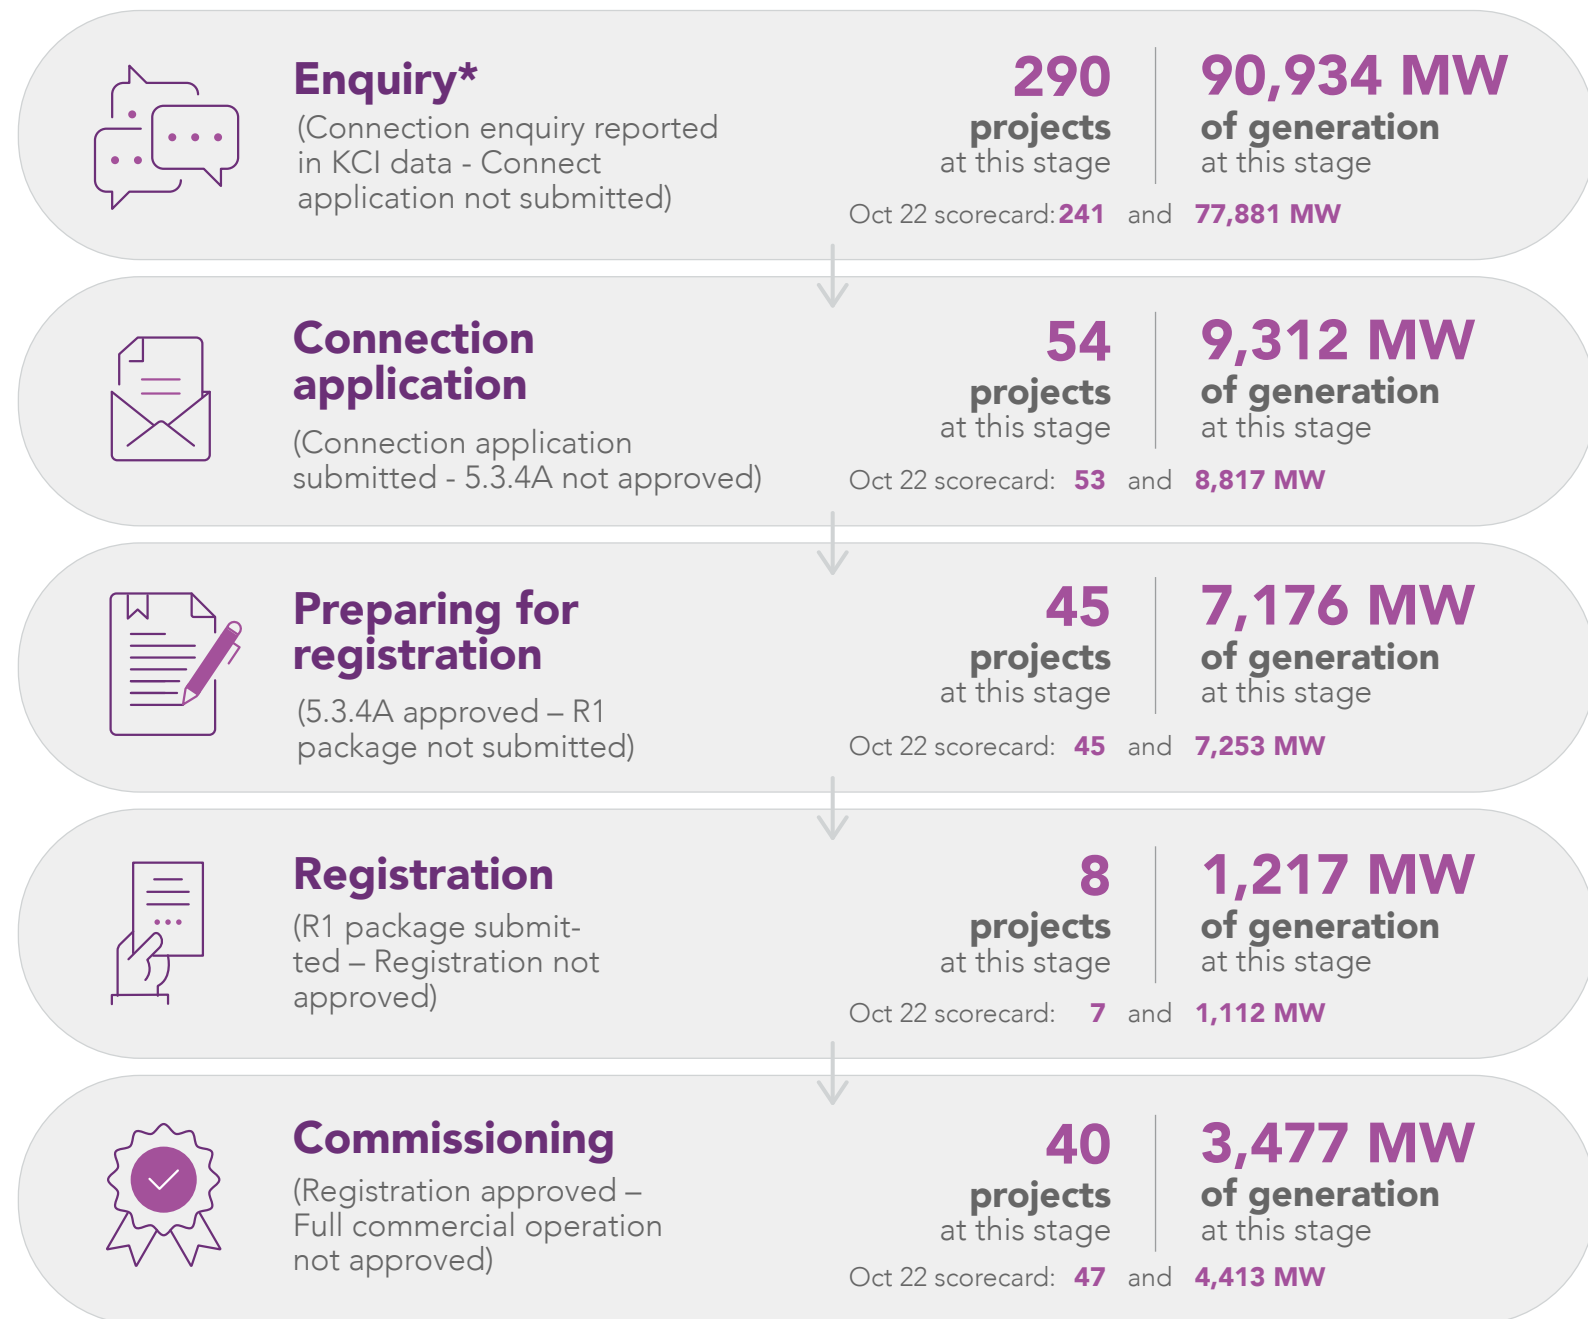 Enquiry*
(Connection enquiry reported
in KCI data - Connect
application not submitted)
290
projects
at this stage
90,934 MW
of generation
at this stage
Oct 22 scorecard: 241 and 77,881 MW
Connection
application
(Connection application
submitted - 5.3.4A not approved)
54
projects
at this stage
9,312 MW
of generation
at this stage
Oct 22 scorecard: 53 and 8,817 MW
Preparing for
registration
(5.3.4A approved – R1
package not submitted)
45
projects
at this stage
7,176 MW
of generation
at this stage
Oct 22 scorecard: 45 and 7,253 MW
Registration
(R1 package submit-
ted – Registration not
approved)
8
projects
at this stage
1,217 MW
of generation
at this stage
Oct 22 scorecard: 7 and 1,112 MW
Commissioning
(Registration approved –
Full commercial operation
not approved)
40
projects
at this stage
3,477 MW
of generation
at this stage
Oct 22 scorecard: 47 and 4,413 MW